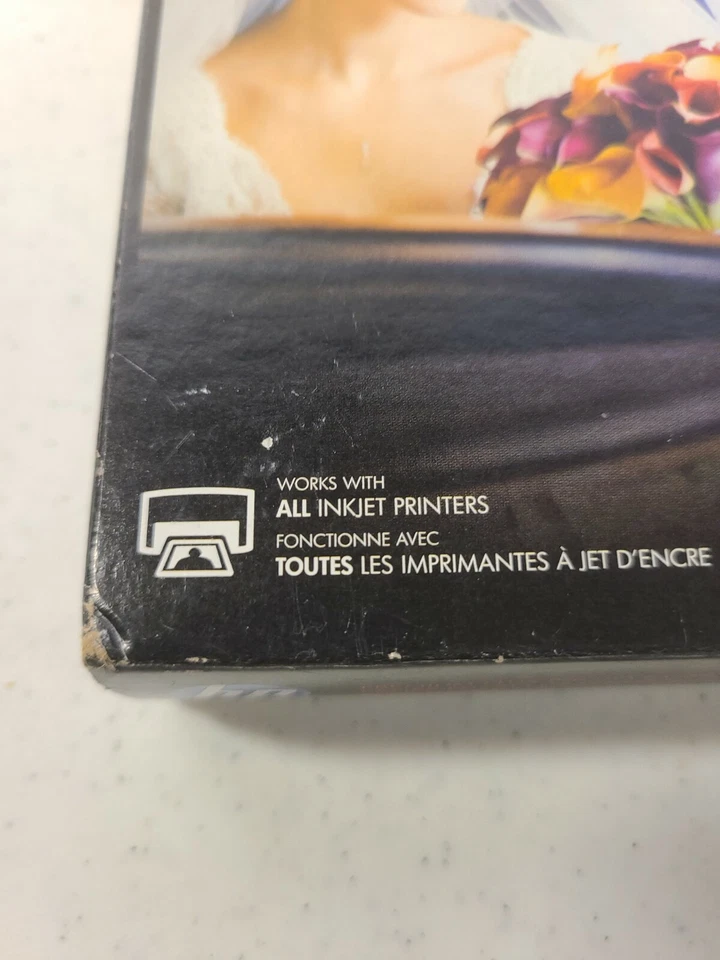 WORKS WITH
ALL INKJET PRINTERS
FONCTIONNE AVEC
TOUTES LES IMPRIMANTES À JET D'ENCRE